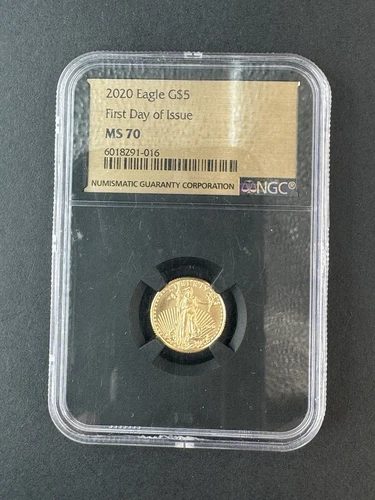 2020 Eagle G$5
First Day of Issue
MS 70
6018291-016
NUMISMATIC GUARANTY CORPORATION
NGC®